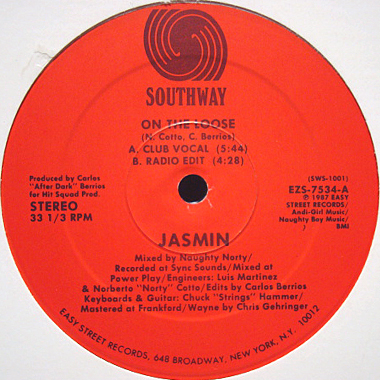 SOUTHWAY
ON THE LOOSE
(N. Cotto, C. Berrios)
A. CLUB VOCAL (5:44)
B. RADIO EDIT (4:28)
Produced by Carlos
"After Dark" Berrios
for Hit Squad Prod.
STEREO
33 1/3 RPM
(SWS-1001)
EZS-7534-A
℗ 1987 EASY
STREET RECORDS/
Andi-Girl Music/
Naughty Boy Music/
/ BMI
JASMIN
Mixed by Naughty Norty/
Recorded at Sync Sounds/Mixed at
Power Play/Engineers: Luis Martinez
& Norberto "Norty" Cotto/Edits by Carlos Berrios
Keyboards & Guitar: Chuck "Strings" Hammer/
Mastered at Frankford/Wayne by Chris Gehringer
EASY STREET RECORDS, 648 BROADWAY, NEW YORK, N.Y. 10012